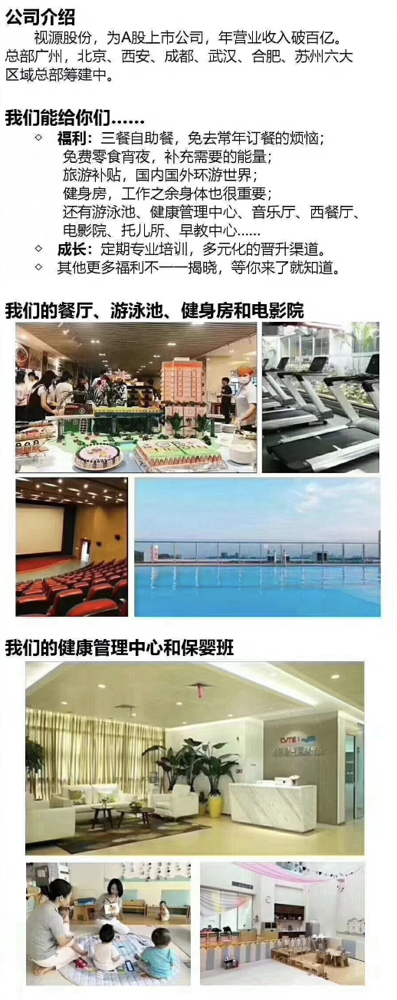 公司介绍
视源股份，为A股上市公司，年营业收入破百亿。
总部广州，北京、西安、成都、武汉、合肥、苏州六大
区域总部筹建中。
我们能给你们……
◇ 福利：三餐自助餐，免去常年订餐的烦恼；
免费零食宵夜，补充需要的能量；
旅游补贴，国内国外环游世界；
健身房，工作之余身体也很重要；
还有游泳池、健康管理中心、音乐厅、西餐厅、
电影院、托儿所、早教中心……
◇ 成长：定期专业培训，多元化的晋升渠道。
◇ 其他更多福利不一一揭晓，等你来了就知道。
我们的餐厅、游泳池、健身房和电影院
我们的健康管理中心和保婴班
CVTE